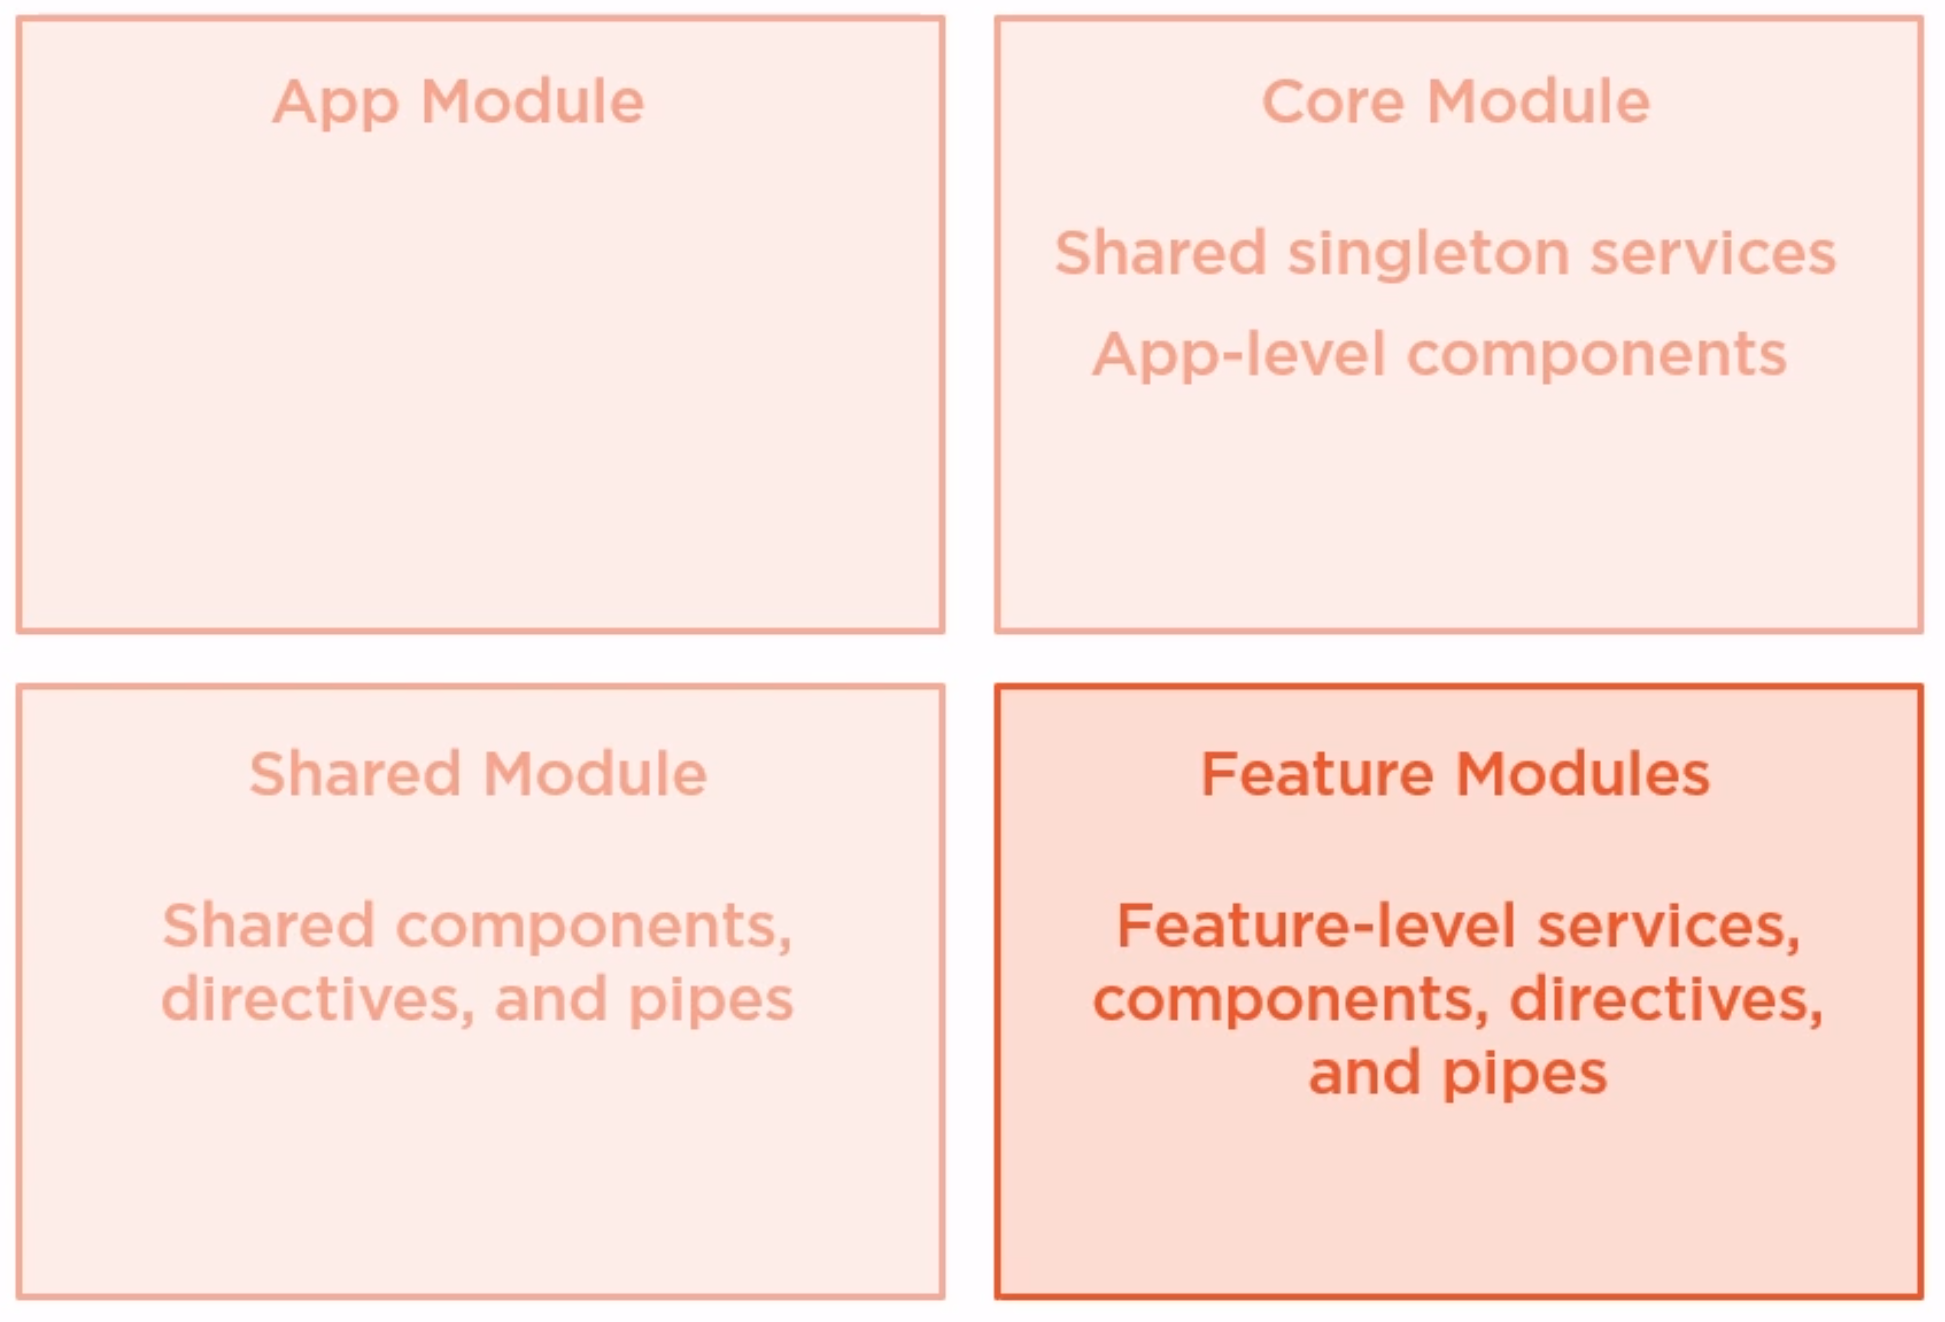 App Module
Core Module
Shared singleton services
App-level components
Shared Module
Shared components,
directives, and pipes
Feature Modules
Feature-level services,
components, directives,
and pipes